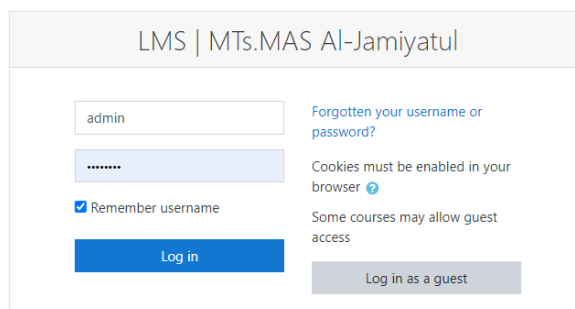 LMS | MTs.MAS Al-Jamiyatul
admin
••••••••
Remember username
Log in
Forgotten your username or
password?
Cookies must be enabled in your
browser
Some courses may allow guest
access
Log in as a guest